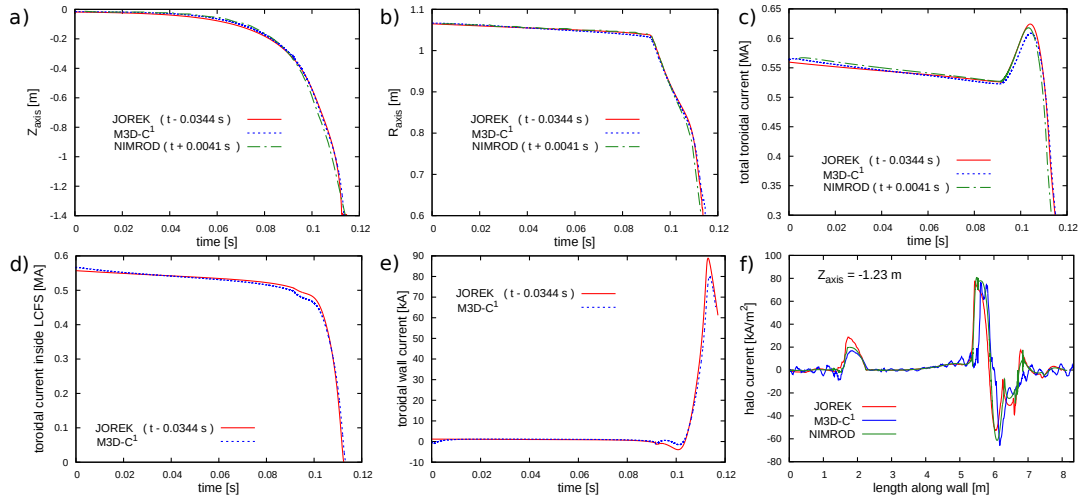 a)
0
-0.2
-0.4
-0.6
-0.8
-1
-1.2
-1.4
Z_axis [m]
JOREK ( t - 0.0344 s )
M3D-C¹
NIMROD ( t + 0.0041 s )
0 0.02 0.04 0.06 0.08 0.1 0.12
time [s]
b)
1.1
1
0.9
0.8
0.7
0.6
R_axis [m]
JOREK ( t - 0.0344 s )
M3D-C¹
NIMROD ( t + 0.0041 s )
0 0.02 0.04 0.06 0.08 0.1 0.12
time [s]
c)
0.65
0.6
0.55
0.5
0.45
0.4
0.35
0.3
total toroidal current [MA]
JOREK ( t - 0.0344 s )
M3D-C¹
NIMROD ( t + 0.0041 s )
0 0.02 0.04 0.06 0.08 0.1 0.12
time [s]
d)
0.6
0.5
0.4
0.3
0.2
0.1
0
toroidal current inside LCFS [MA]
JOREK ( t - 0.0344 s )
M3D-C¹
0 0.02 0.04 0.06 0.08 0.1 0.12
time [s]
e)
90
80
70
60
50
40
30
20
10
0
-10
toroidal wall current [kA]
JOREK ( t - 0.0344 s )
M3D-C¹
0 0.02 0.04 0.06 0.08 0.1 0.12
time [s]
f)
100
80
60
40
20
0
-20
-40
-60
-80
halo current [kA/m²]
Z_axis = -1.23 m
JOREK
M3D-C¹
NIMROD
0 1 2 3 4 5 6 7 8
length along wall [m]